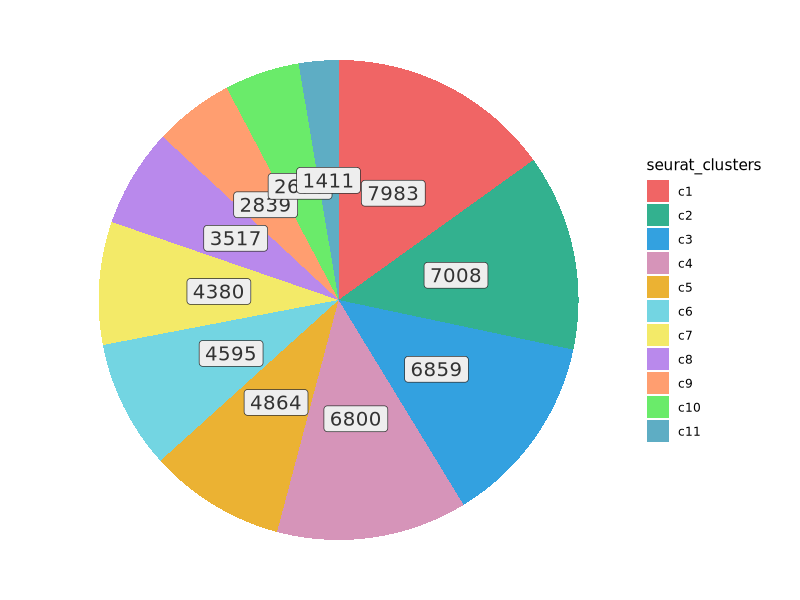 1411
7983
2839
3517
7008
4380
4595
6859
4864
6800
seurat_clusters
c1
c2
c3
c4
c5
c6
c7
c8
c9
c10
c11